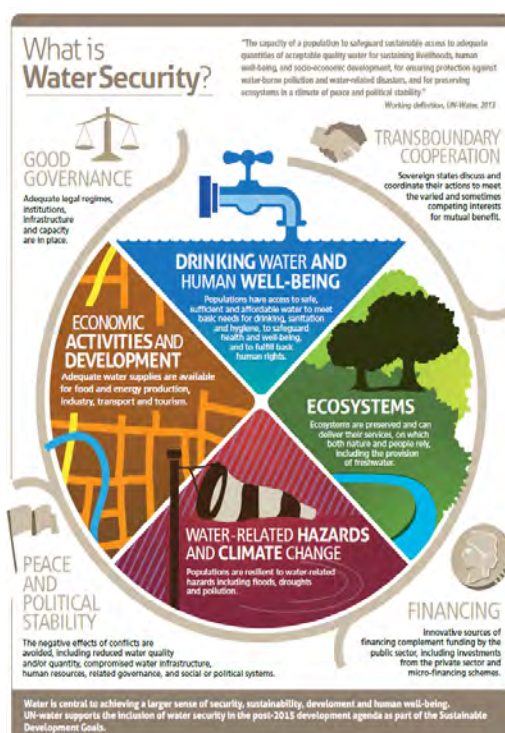 What is
Water Security?
"The capacity of a population to safeguard sustainable access to adequate
quantities of acceptable quality water for sustaining livelihoods, human
well-being, and socio-economic development, for ensuring protection against
water-borne pollution and water-related disasters, and for preserving
ecosystems in a climate of peace and political stability."
Working definition, UN-Water, 2013
GOOD
GOVERNANCE
Adequate legal regimes,
institutions,
infrastructure
and capacity
are in place.
TRANSBOUNDARY
COOPERATION
Sovereign states discuss and
coordinate their actions to meet
the varied and sometimes
competing interests
for mutual benefit.
DRINKING WATER AND
HUMAN WELL-BEING
Populations have access to safe,
sufficient and affordable water to meet
basic needs for drinking, sanitation
and hygiene, to safeguard
health and well-being,
and to fulfill basic
human rights.
ECONOMIC
ACTIVITIES AND
DEVELOPMENT
Adequate water supplies are available
for food and energy production,
industry, transport and tourism.
ECOSYSTEMS
Ecosystems are preserved and can
deliver their services, on which
both nature and people rely,
including the provision
of freshwater.
WATER-RELATED HAZARDS
AND CLIMATE CHANGE
Populations are resilient to water-related
hazards including floods, droughts
and pollution.
PEACE
AND
POLITICAL
STABILITY
The negative effects of conflicts are
avoided, including reduced water quality
and/or quantity, compromised water infrastructure,
human resources, related governance, and social or political systems.
FINANCING
Innovative sources of
financing complement funding by the
public sector, including investments
from the private sector and
micro-financing schemes.
Water is central to achieving a larger sense of security, sustainability, develoment and human well-being.
UN-water supports the inclusion of water security in the post-2015 development agenda as part of the Sustainable
Development Goals.